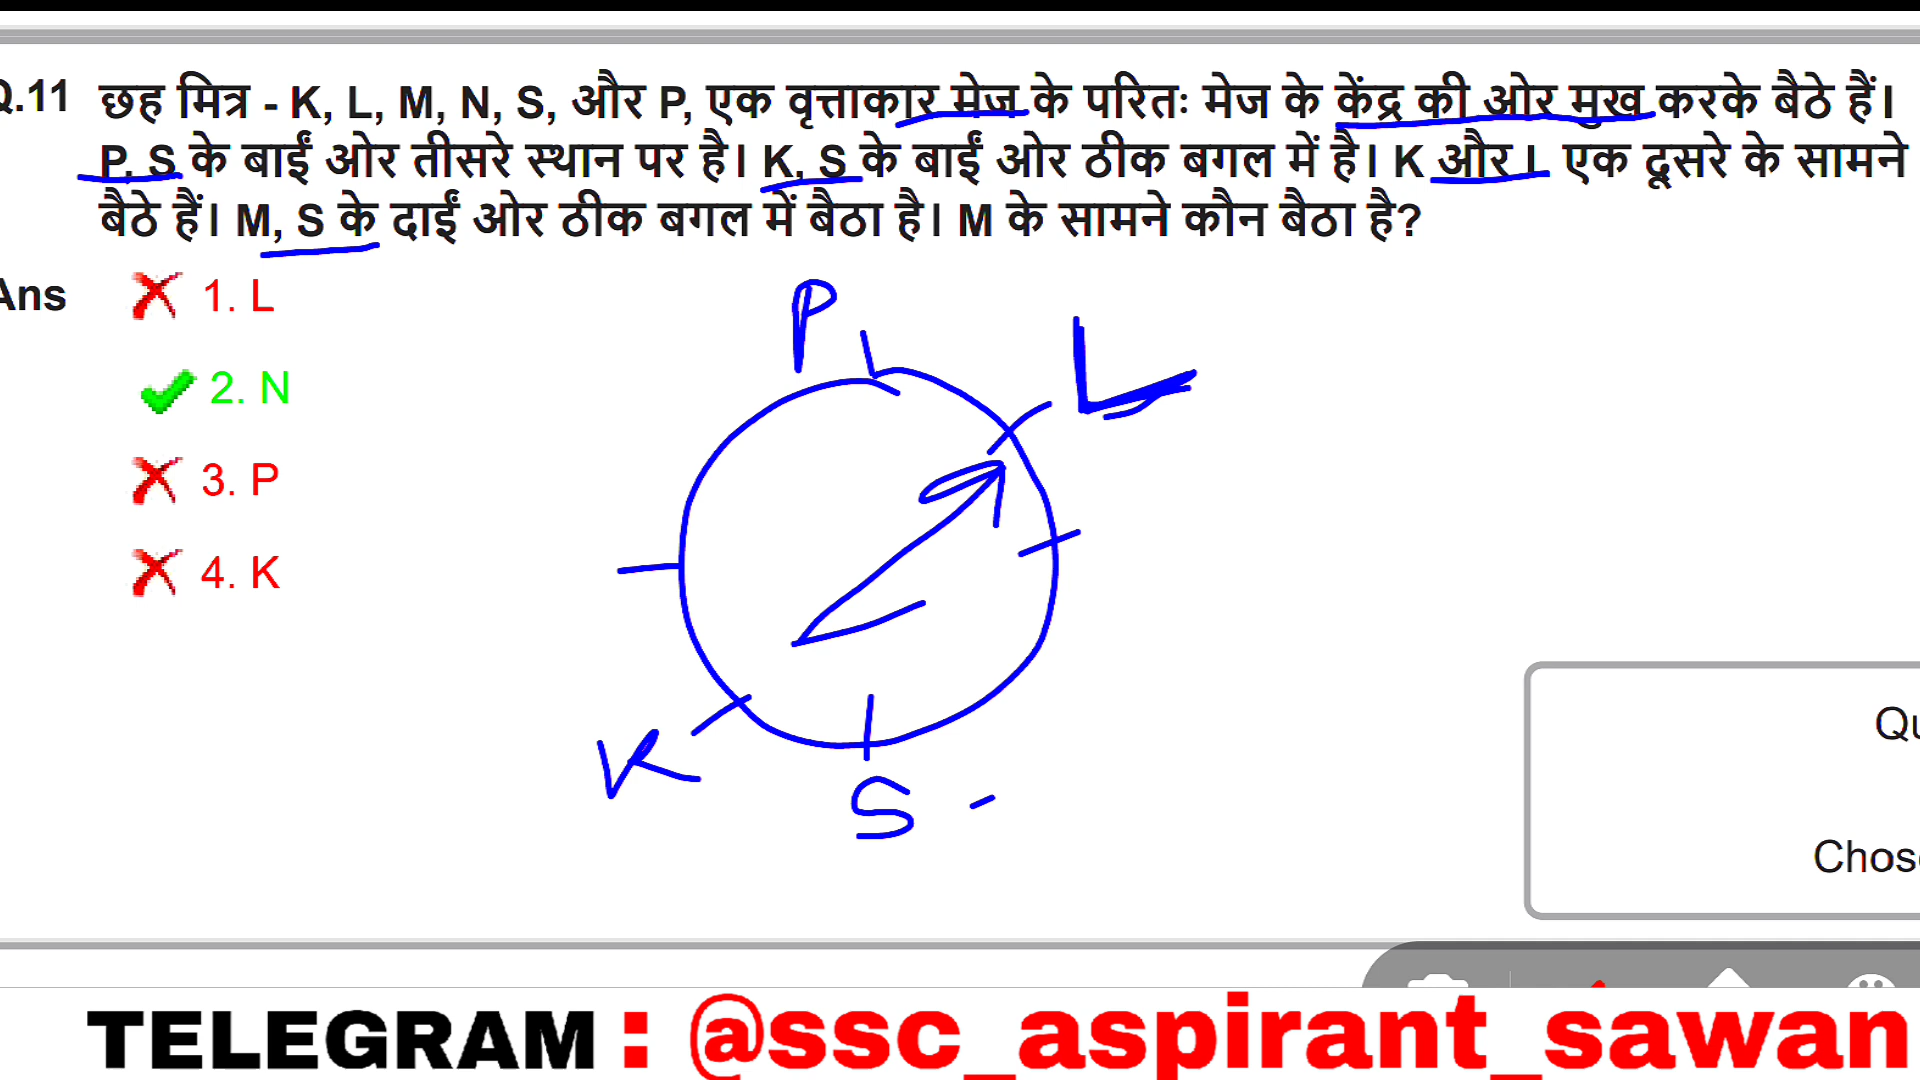 Q.11 छह मित्र - K, L, M, N, S, और P, एक वृत्ताकार मेज के परितः मेज के केंद्र की ओर मुख करके बैठे हैं।
P, S के बाईं ओर तीसरे स्थान पर है। K, S के बाईं ओर ठीक बगल में है। K और L एक दूसरे के सामने
बैठे हैं। M, S के दाईं ओर ठीक बगल में बैठा है। M के सामने कौन बैठा है?
Ans 1. L
2. N
3. P
4. K
P
L
K
S
Qu
Chose
TELEGRAM : @ssc_aspirant_sawan